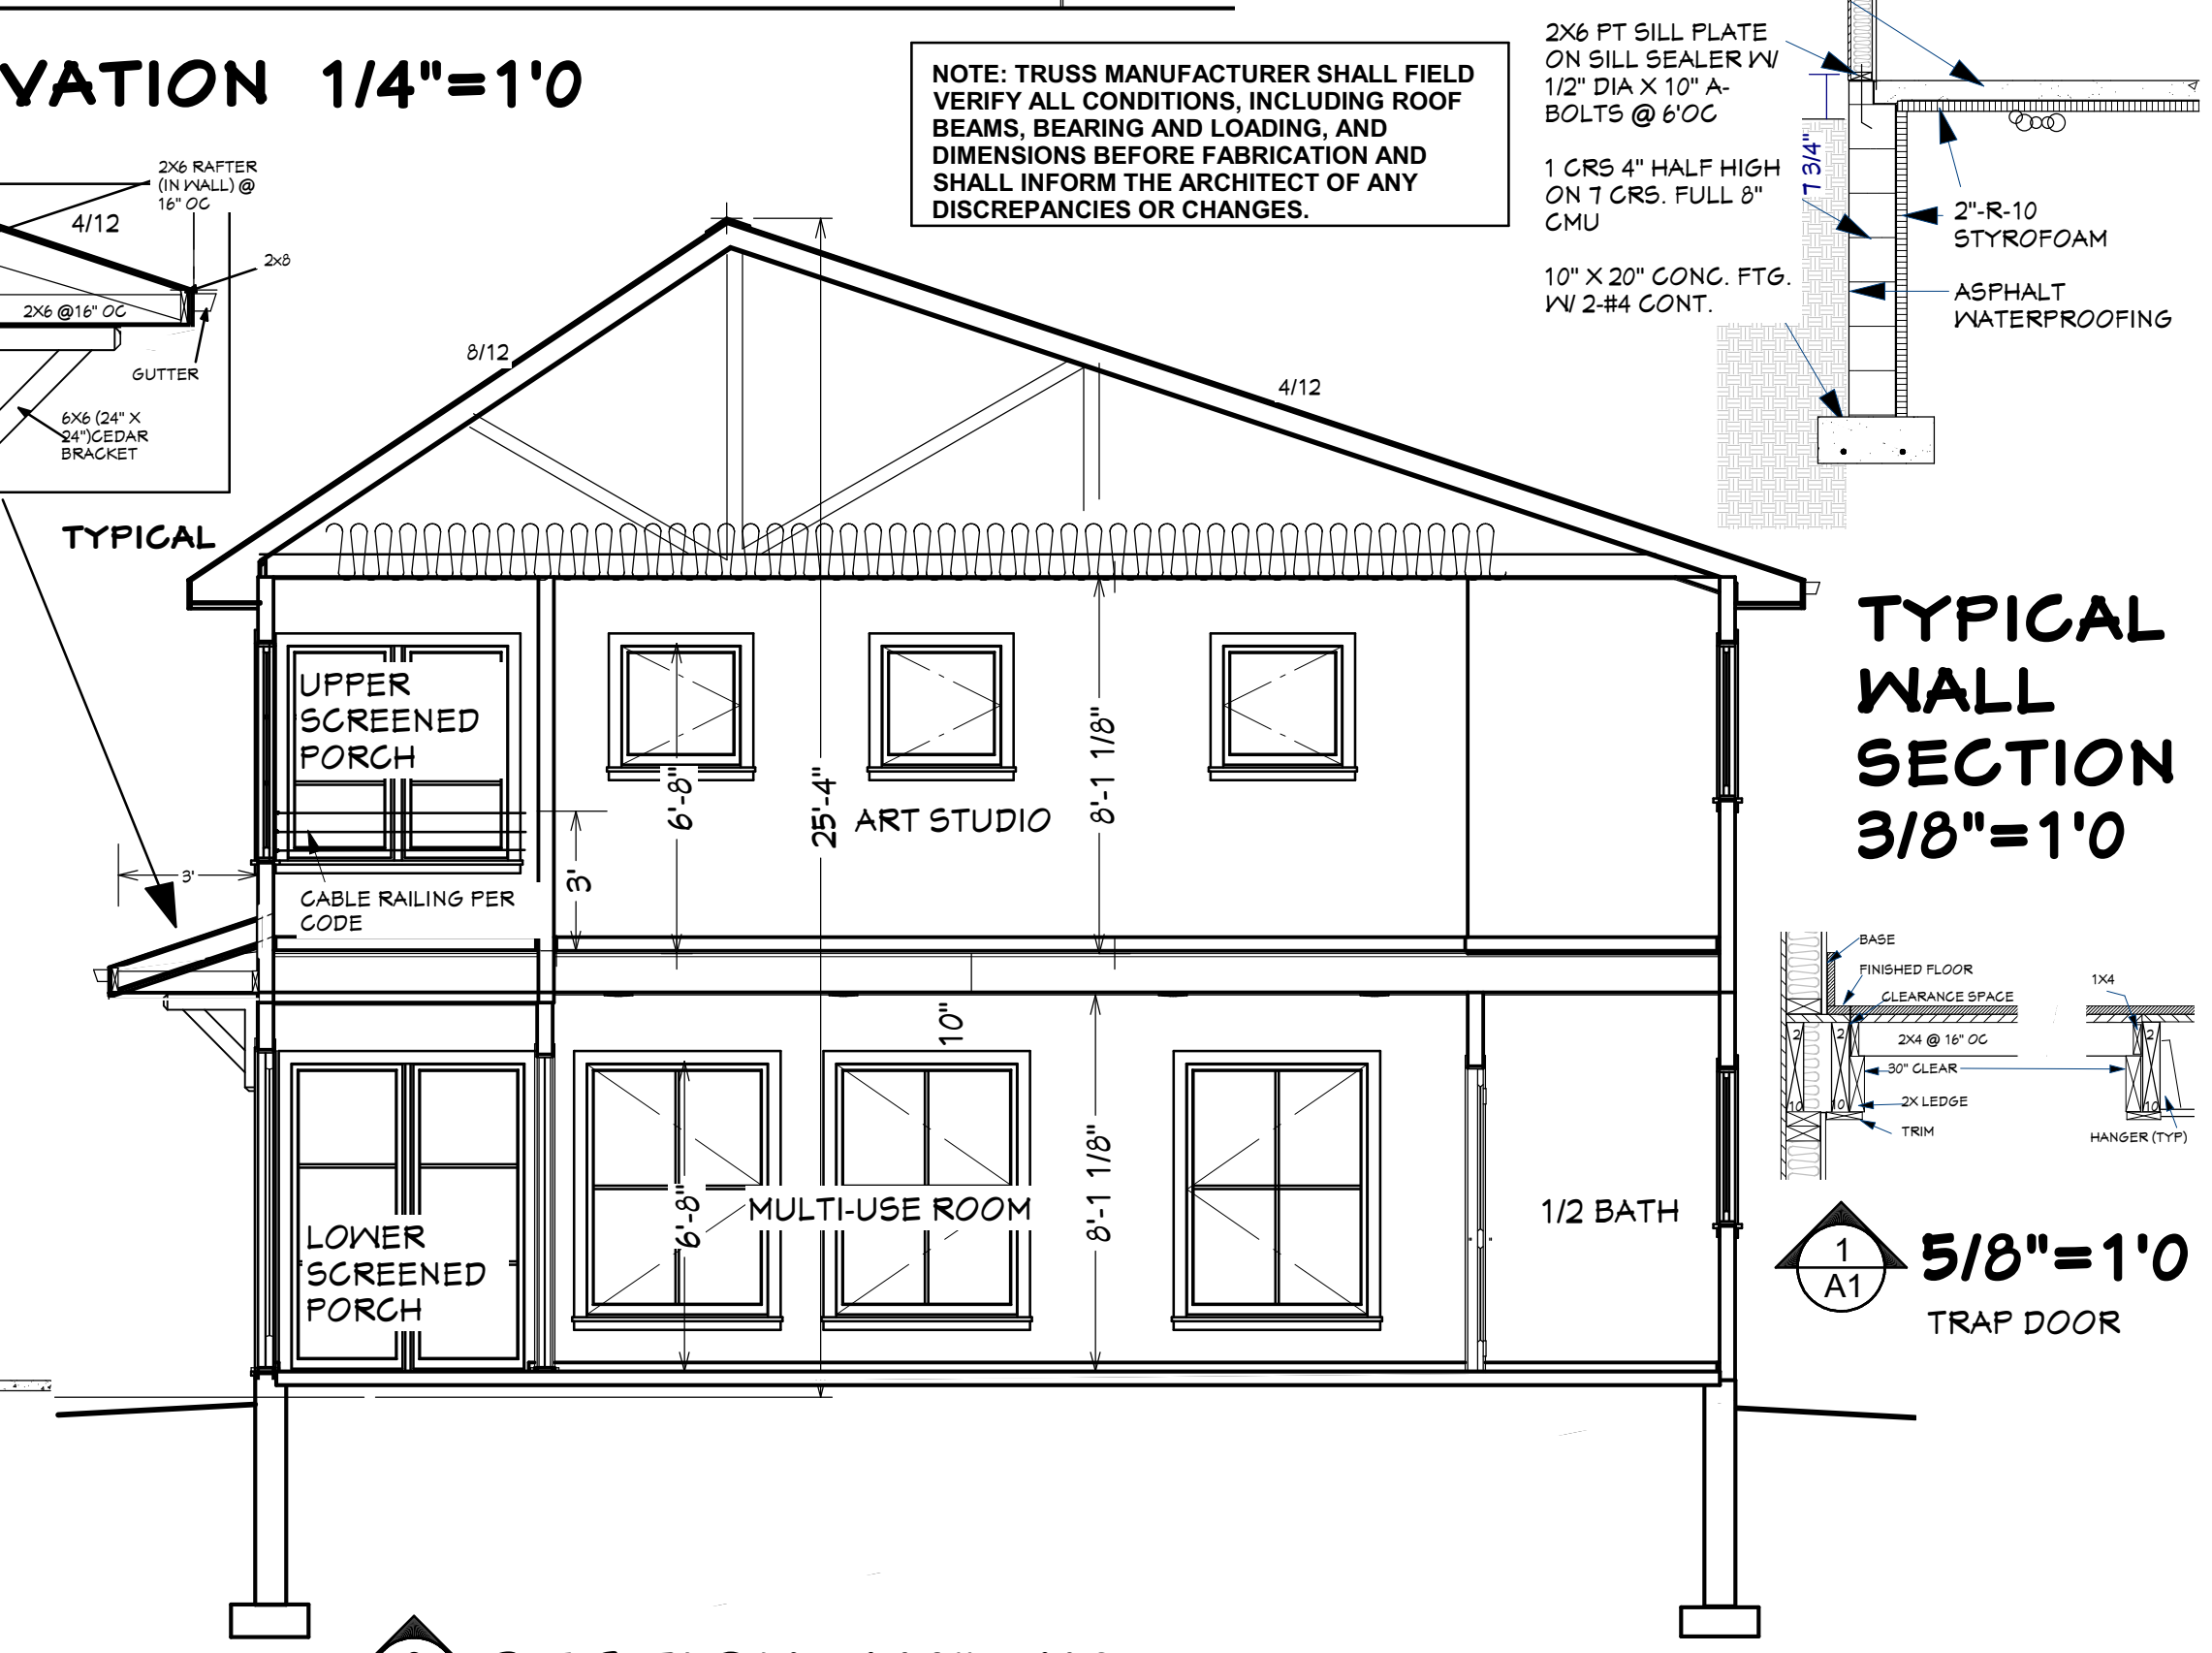 VATION 1/4"=1'0
NOTE: TRUSS MANUFACTURER SHALL FIELD
VERIFY ALL CONDITIONS, INCLUDING ROOF
BEAMS, BEARING AND LOADING, AND
DIMENSIONS BEFORE FABRICATION AND
SHALL INFORM THE ARCHITECT OF ANY
DISCREPANCIES OR CHANGES.
2X6 PT SILL PLATE
ON SILL SEALER W/
1/2" DIA X 10" A-
BOLTS @ 6'OC
1 CRS 4" HALF HIGH
ON 7 CRS. FULL 8"
CMU
10" X 20" CONC. FTG.
W/ 2-#4 CONT.
7 3/4"
2"-R-10
STYROFOAM
ASPHALT
WATERPROOFING
2X6 RAFTER
(IN WALL) @
16" OC
4/12
2x8
2X6 @16" OC
GUTTER
6X6 (24" X
24")CEDAR
BRACKET
TYPICAL
8/12
4/12
TYPICAL
WALL
SECTION
3/8"=1'0
UPPER
SCREENED
PORCH
6'-8"
25'-4"
ART STUDIO
8'-1 1/8"
3'
3'
CABLE RAILING PER
CODE
BASE
FINISHED FLOOR
CLEARANCE SPACE
1X4
2
2
2
2X4 @ 16" OC
30" CLEAR
2X LEDGE
10
10
10
TRIM
HANGER (TYP)
10"
6'-8"
MULTI-USE ROOM
8'-1 1/8"
1/2 BATH
LOWER
SCREENED
PORCH
1
A1
5/8"=1'0
TRAP DOOR